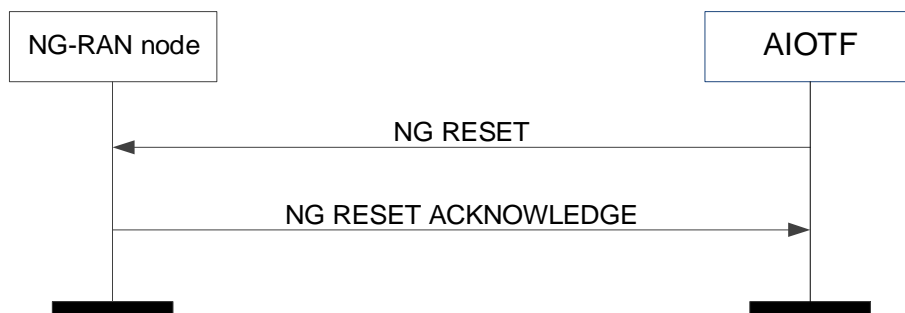 NG-RAN node
AIOTF
NG RESET
NG RESET ACKNOWLEDGE